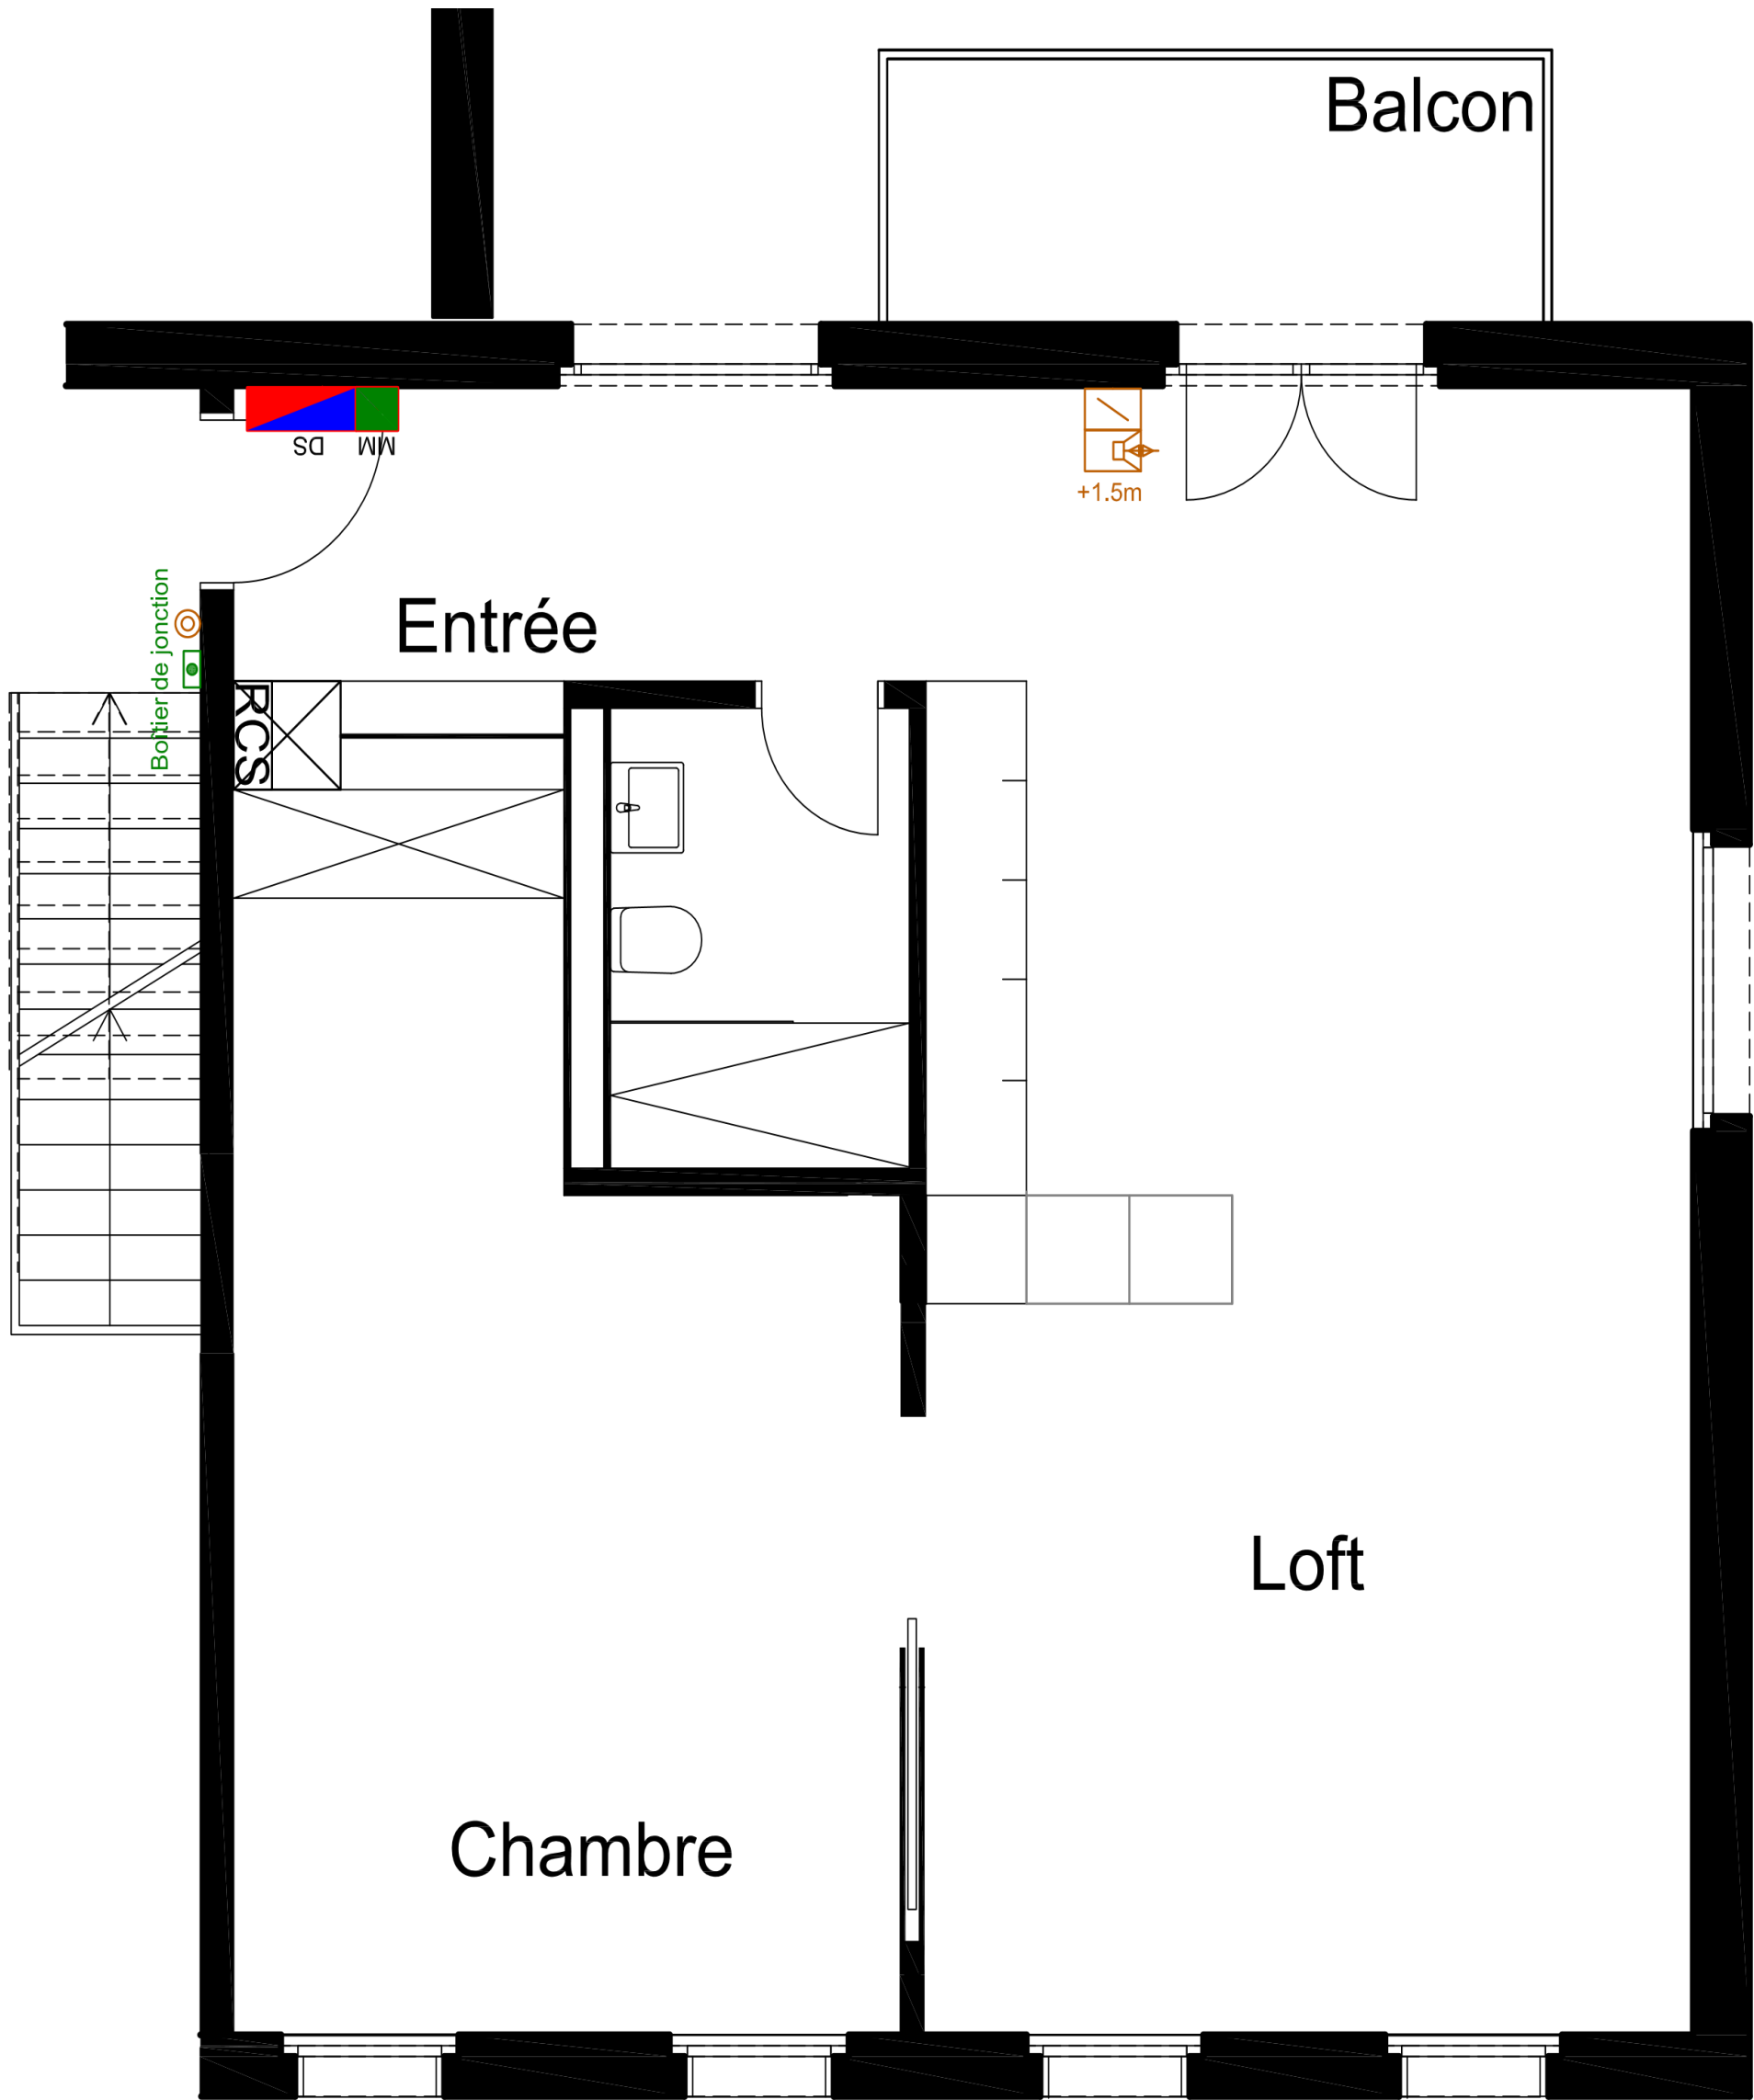 Balcon
DS
MM
+1.5m
Boîtier de jonction
Entrée
RCS
Loft
Chambre